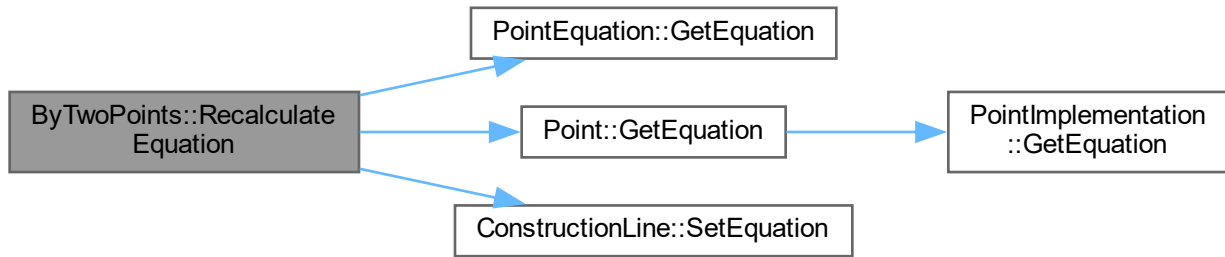 PointEquation::GetEquation
ByTwoPoints::Recalculate
Equation
Point::GetEquation
PointImplementation
::GetEquation
ConstructionLine::SetEquation